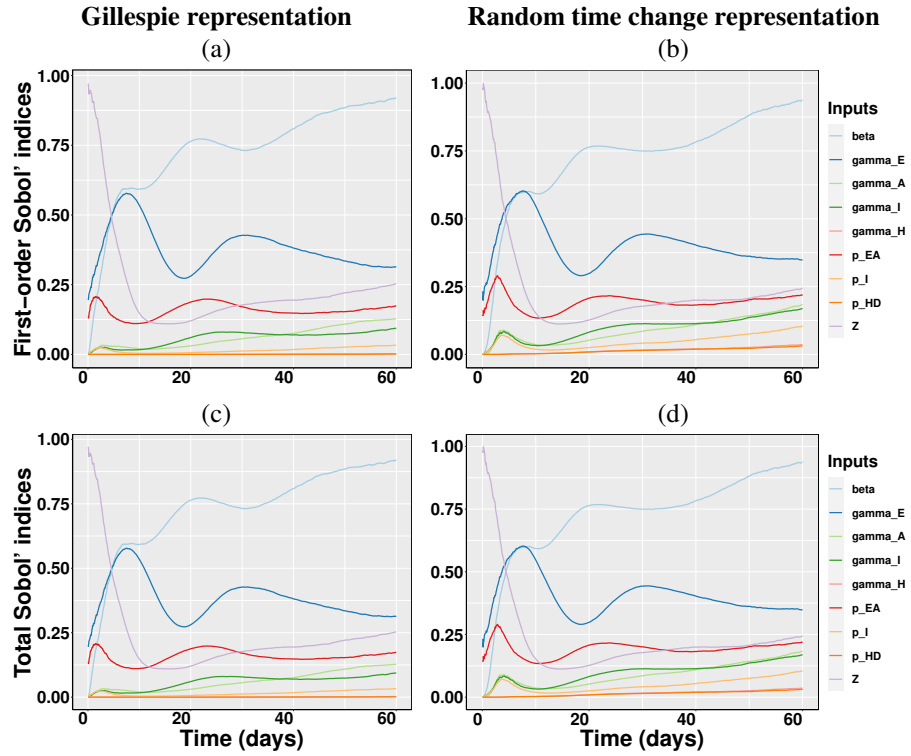 Gillespie representation
Random time change representation
(a)
(b)
First−order Sobol' indices
1.00
0.75
0.50
0.25
0.00
0
20
40
60
1.00
0.75
0.50
0.25
0.00
0
20
40
60
Inputs
beta
gamma_E
gamma_A
gamma_I
gamma_H
p_EA
p_I
p_HD
Z
(c)
(d)
Total Sobol' indices
1.00
0.75
0.50
0.25
0.00
0
20
40
60
Time (days)
1.00
0.75
0.50
0.25
0.00
0
20
40
60
Time (days)
Inputs
beta
gamma_E
gamma_A
gamma_I
gamma_H
p_EA
p_I
p_HD
Z